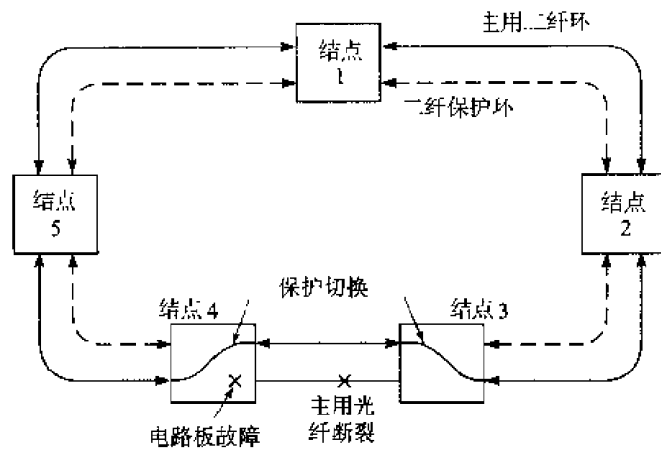 主用二纤环
结点
1
二纤保护环
结点
5
结点
2
保护切换
结点 4
结点 3
主用光
纤断裂
电路板故障